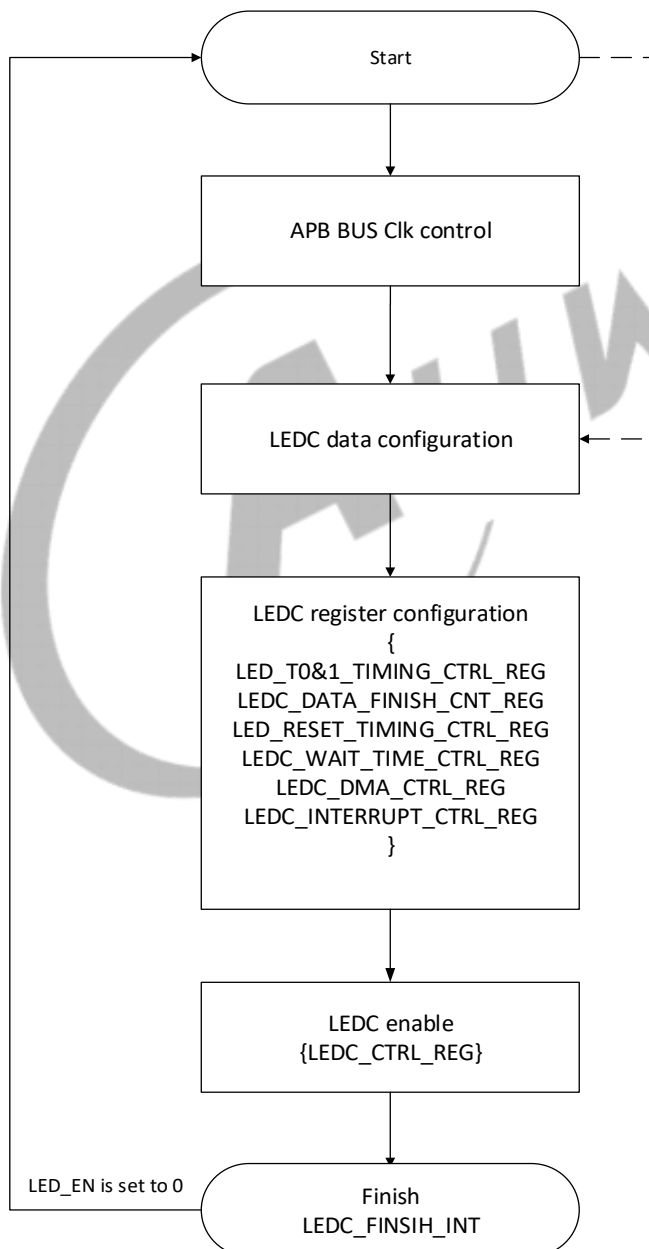 Start
APB BUS Clk control
LEDC data configuration
LEDC register configuration
{
LED_T0&1_TIMING_CTRL_REG
LEDC_DATA_FINISH_CNT_REG
LED_RESET_TIMING_CTRL_REG
LEDC_WAIT_TIME_CTRL_REG
LEDC_DMA_CTRL_REG
LEDC_INTERRUPT_CTRL_REG
}
LEDC enable
{LEDC_CTRL_REG}
LED_EN is set to 0
Finish
LEDC_FINSIH_INT